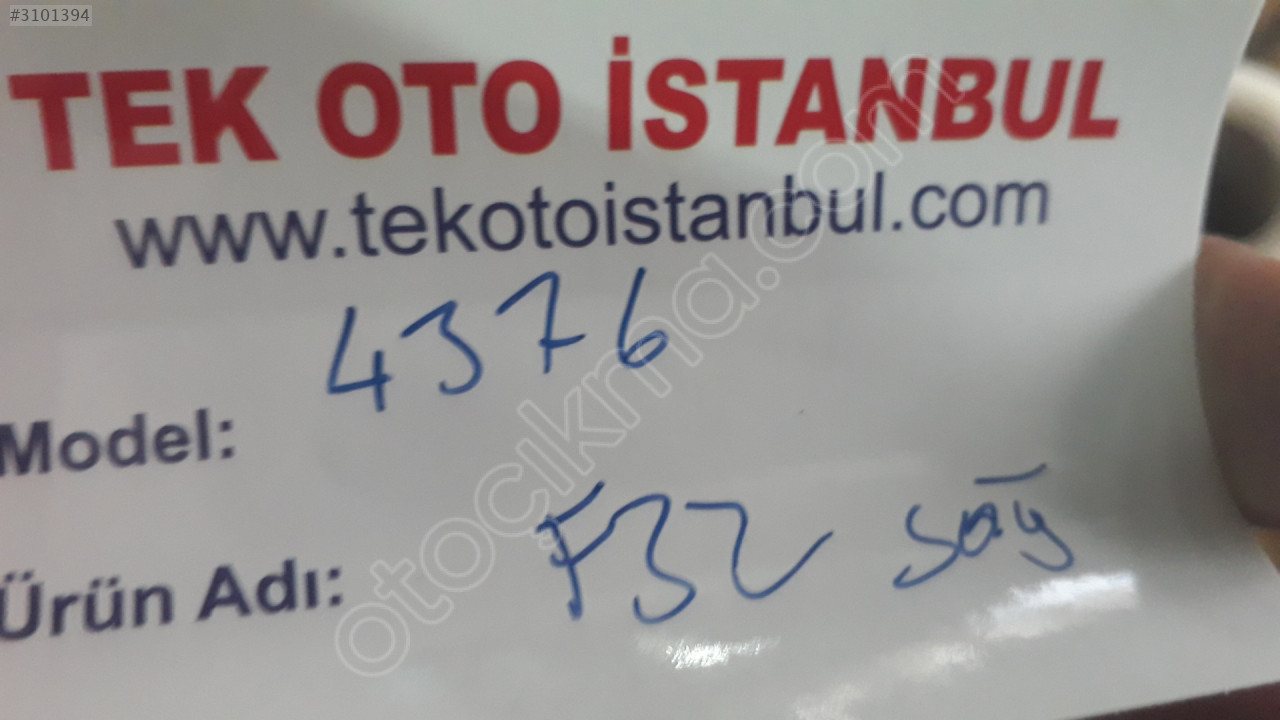 #3101394
TEK OTO İSTANBUL
www.tekotoistanbul.com
4376
Model:
Ürün Adı: F32 sağ
otocikma.com